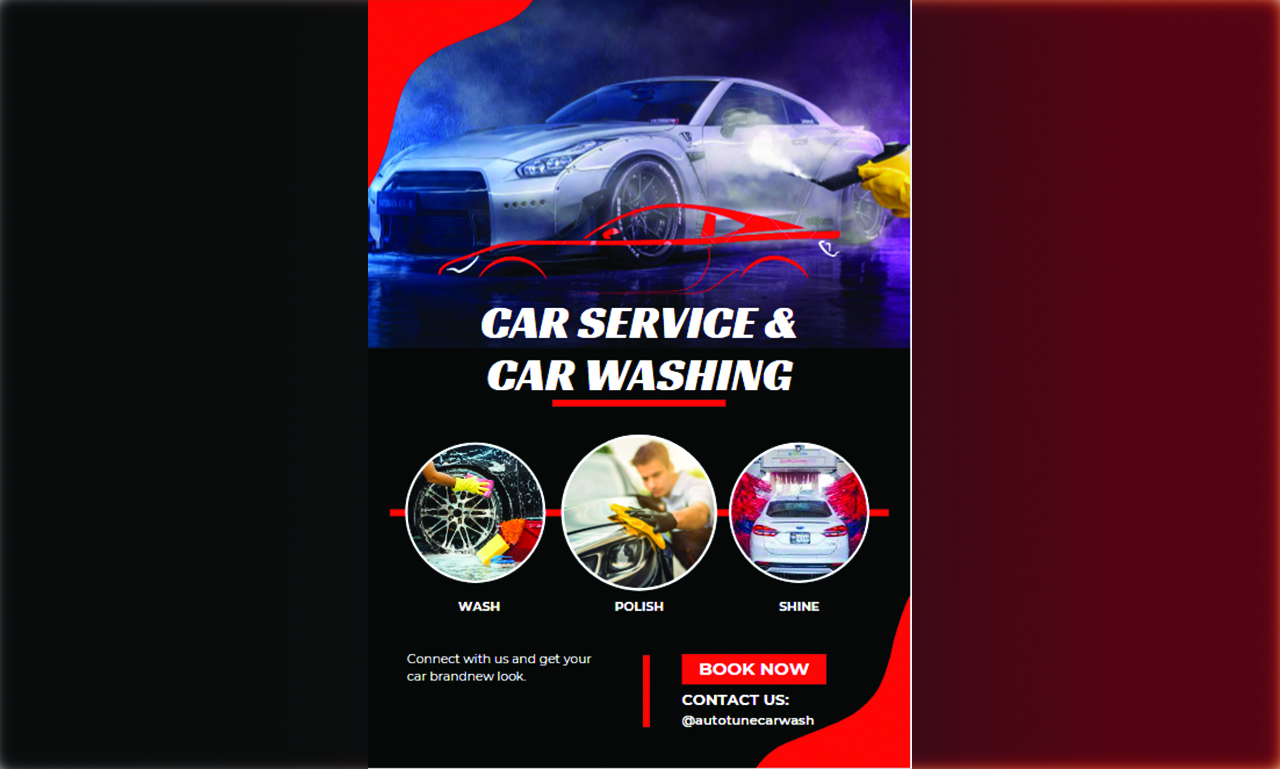 CAR SERVICE &
CAR WASHING
WASH
POLISH
SHINE
Connect with us and get your
car brandnew look.
BOOK NOW
CONTACT US:
@autotunecarwash